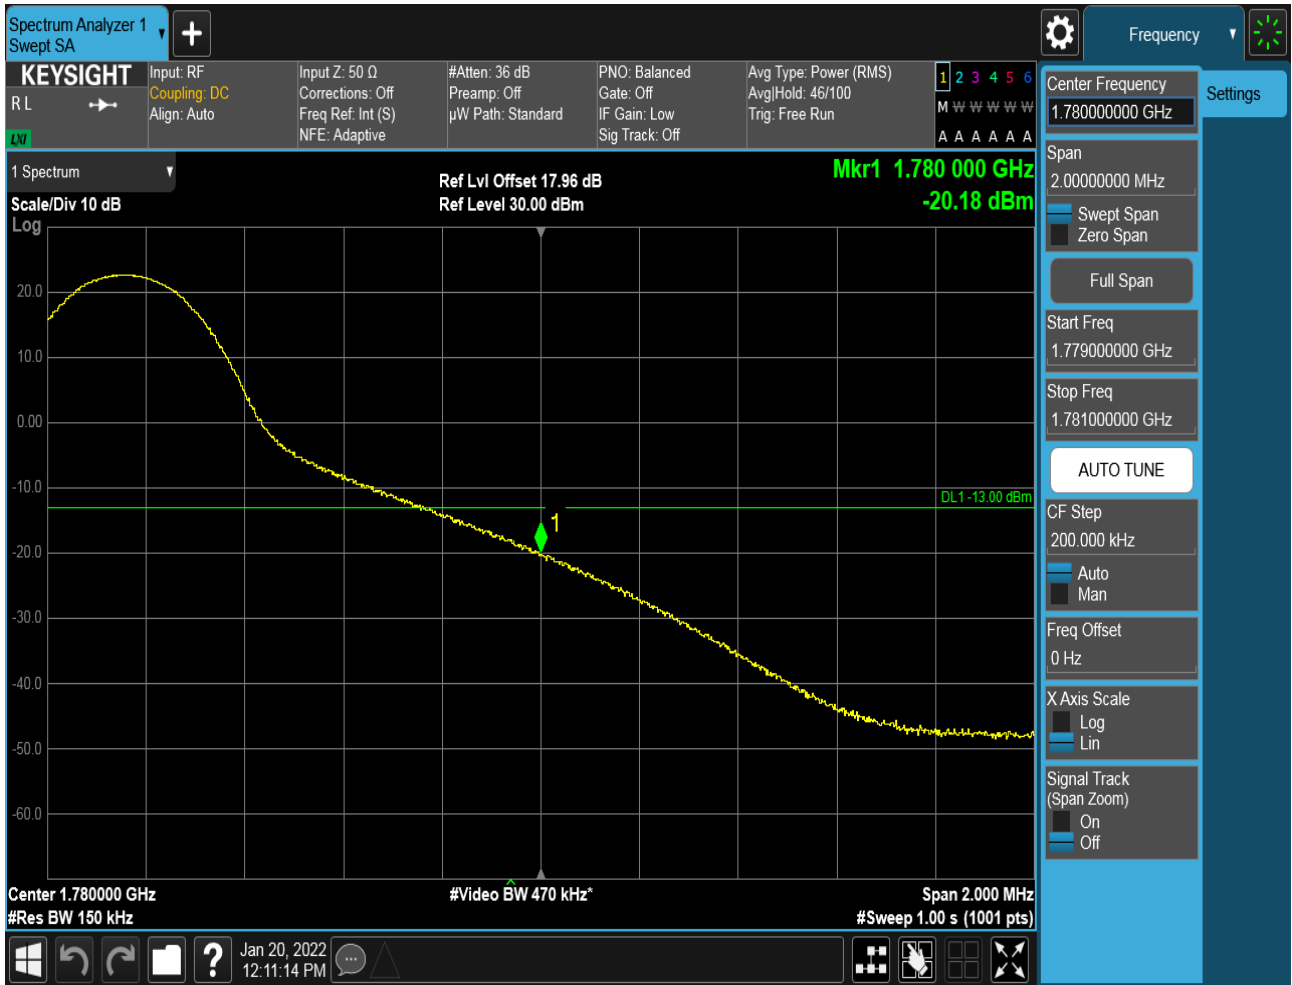 Spectrum Analyzer 1
Swept SA
Frequency
KEYSIGHT
R L
LXI
Input: RF
Coupling: DC
Align: Auto
Input Z: 50 Ω
Corrections: Off
Freq Ref: Int (S)
NFE: Adaptive
#Atten: 36 dB
Preamp: Off
µW Path: Standard
PNO: Balanced
Gate: Off
IF Gain: Low
Sig Track: Off
Avg Type: Power (RMS)
Avg|Hold: 46/100
Trig: Free Run
1 2 3 4 5 6
M W W W W W
A A A A A A
1 Spectrum
Scale/Div 10 dB
Log
Ref Lvl Offset 17.96 dB
Ref Level 30.00 dBm
Mkr1 1.780 000 GHz
-20.18 dBm
20.0
10.0
0.00
-10.0
-20.0
-30.0
-40.0
-50.0
-60.0
DL1 -13.00 dBm
1
Center 1.780000 GHz
#Res BW 150 kHz
#Video BW 470 kHz*
Span 2.000 MHz
#Sweep 1.00 s (1001 pts)
Jan 20, 2022
12:11:14 PM
Center Frequency
1.780000000 GHz
Settings
Span
2.00000000 MHz
Swept Span
Zero Span
Full Span
Start Freq
1.779000000 GHz
Stop Freq
1.781000000 GHz
AUTO TUNE
CF Step
200.000 kHz
Auto
Man
Freq Offset
0 Hz
X Axis Scale
Log
Lin
Signal Track
(Span Zoom)
On
Off